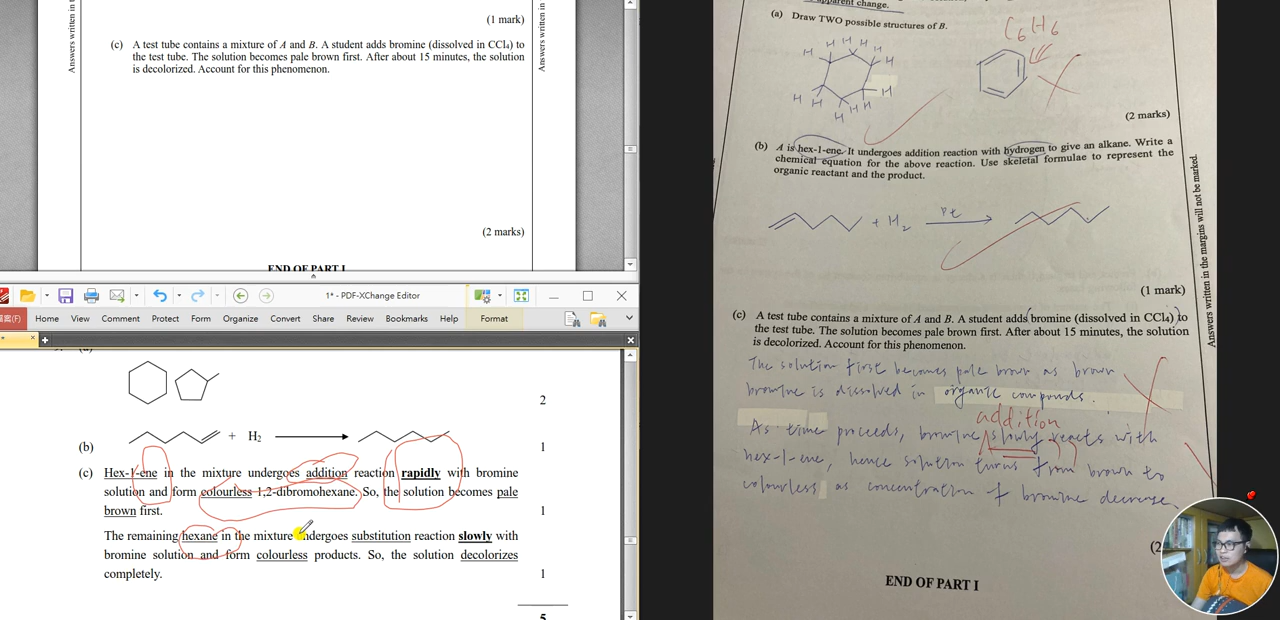 (1 mark)
(c) A test tube contains a mixture of A and B. A student adds bromine (dissolved in CCl₄) to
the test tube. The solution becomes pale brown first. After about 15 minutes, the solution
is decolorized. Account for this phenomenon.
Answers written in
Answers written in
(2 marks)
END OF PART I
1* - PDF-XChange Editor
(F)
Home View Comment Protect Form Organize Convert Share Review Bookmarks Help Format
2
(b)
+ H₂
1
(c) Hex-1-ene in the mixture undergoes addition reaction rapidly with bromine
solution and form colourless 1,2-dibromohexane. So, the solution becomes pale
brown first.
1
The remaining hexane in the mixture undergoes substitution reaction slowly with
bromine solution and form colourless products. So, the solution decolorizes
completely.
1
5
apparent change.
(a) Draw TWO possible structures of B.
C₆H₆
H H H H H H H
H H H H H
(2 marks)
(b) A is hex-1-ene. It undergoes addition reaction with hydrogen to give an alkane. Write a
chemical equation for the above reaction. Use skeletal formulae to represent the
organic reactant and the product.
+ H₂ Pt
(1 mark)
(c) A test tube contains a mixture of A and B. A student adds bromine (dissolved in CCl₄) to
the test tube. The solution becomes pale brown first. After about 15 minutes, the solution
is decolorized. Account for this phenomenon.
The solution first becomes pale brown as brown
bromine is dissolved in organic compounds.
addition
As time proceeds, bromine slowly reacts with
hex-1-ene, hence solution turns from brown to
colourless as concentration of bromine decrease
(2
END OF PART I
Answers written in the margins will not be marked.